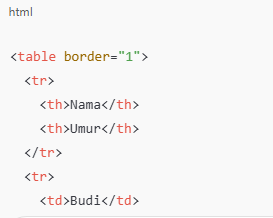 html
<table border="1">
  <tr>
    <th>Nama</th>
    <th>Umur</th>
  </tr>
  <tr>
    <td>Budi</td>